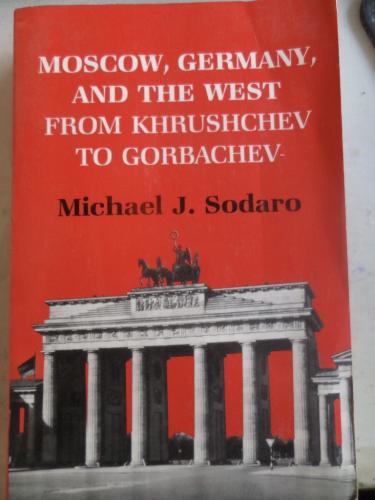 MOSCOW, GERMANY,
AND THE WEST
FROM KHRUSHCHEV
TO GORBACHEV
Michael J. Sodaro